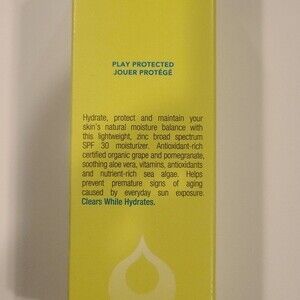 PLAY PROTECTED
JOUER PROTÉGÉ
Hydrate, protect and maintain your
skin's natural moisture balance with
this lightweight, zinc broad spectrum
SPF 30 moisturizer. Antioxidant-rich
certified organic grape and pomegranate,
soothing aloe vera, vitamins, antioxidants
and nutrient-rich sea algae. Helps
prevent premature signs of aging
caused by everyday sun exposure.
Clears While Hydrates.